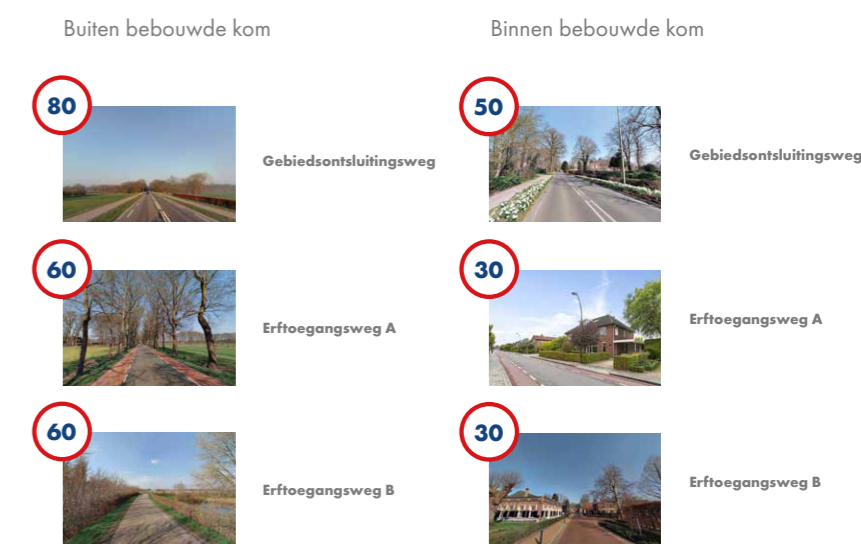 Buiten bebouwde kom
80
Gebiedsontsluitingsweg
60
Erftoegangsweg A
60
Erftoegangsweg B
Binnen bebouwde kom
50
Gebiedsontsluitingsweg
30
Erftoegangsweg A
30
Erftoegangsweg B